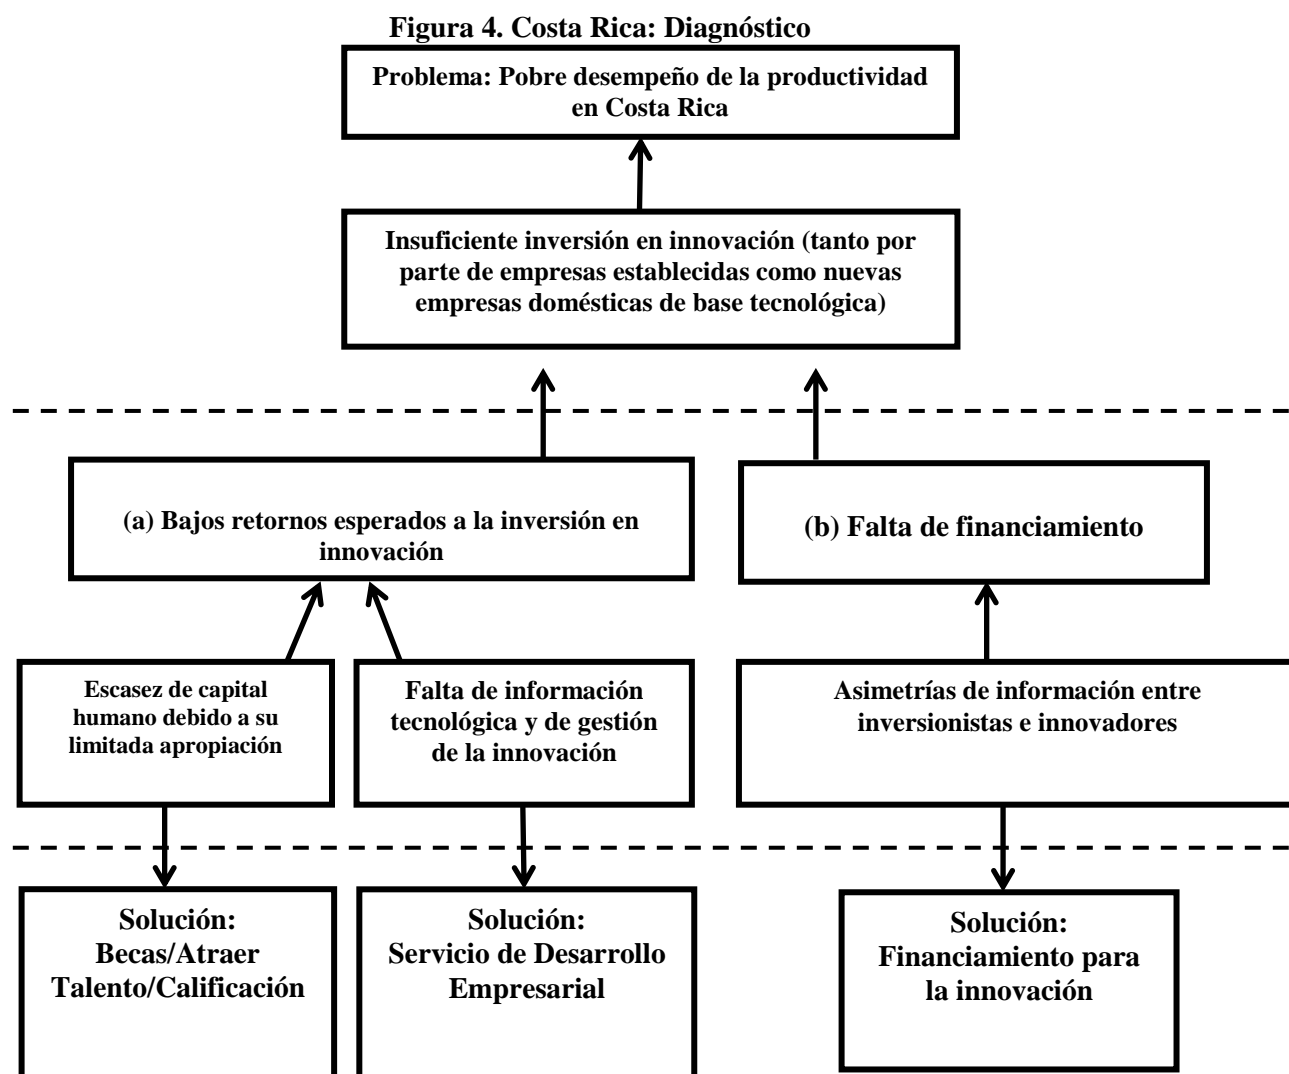 Figura 4. Costa Rica: Diagnóstico
Problema: Pobre desempeño de la productividad
en Costa Rica
Insuficiente inversión en innovación (tanto por
parte de empresas establecidas como nuevas
empresas domésticas de base tecnológica)
(a) Bajos retornos esperados a la inversión en
innovación
(b) Falta de financiamiento
Escasez de capital
humano debido a su
limitada apropiación
Falta de información
tecnológica y de gestión
de la innovación
Asimetrías de información entre
inversionistas e innovadores
Solución:
Becas/Atraer
Talento/Calificación
Solución:
Servicio de Desarrollo
Empresarial
Solución:
Financiamiento para
la innovación